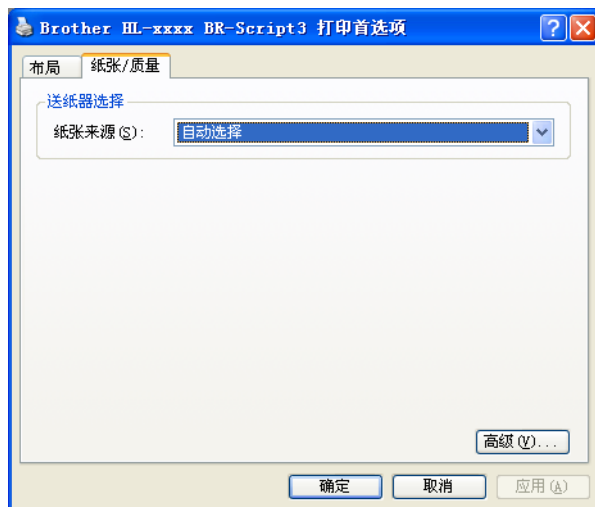 Brother HL-xxxx BR-Script3 打印首选项
布局 纸张/质量
送纸器选择
纸张来源(S): 自动选择
高级(V)...
确定 取消 应用(A)